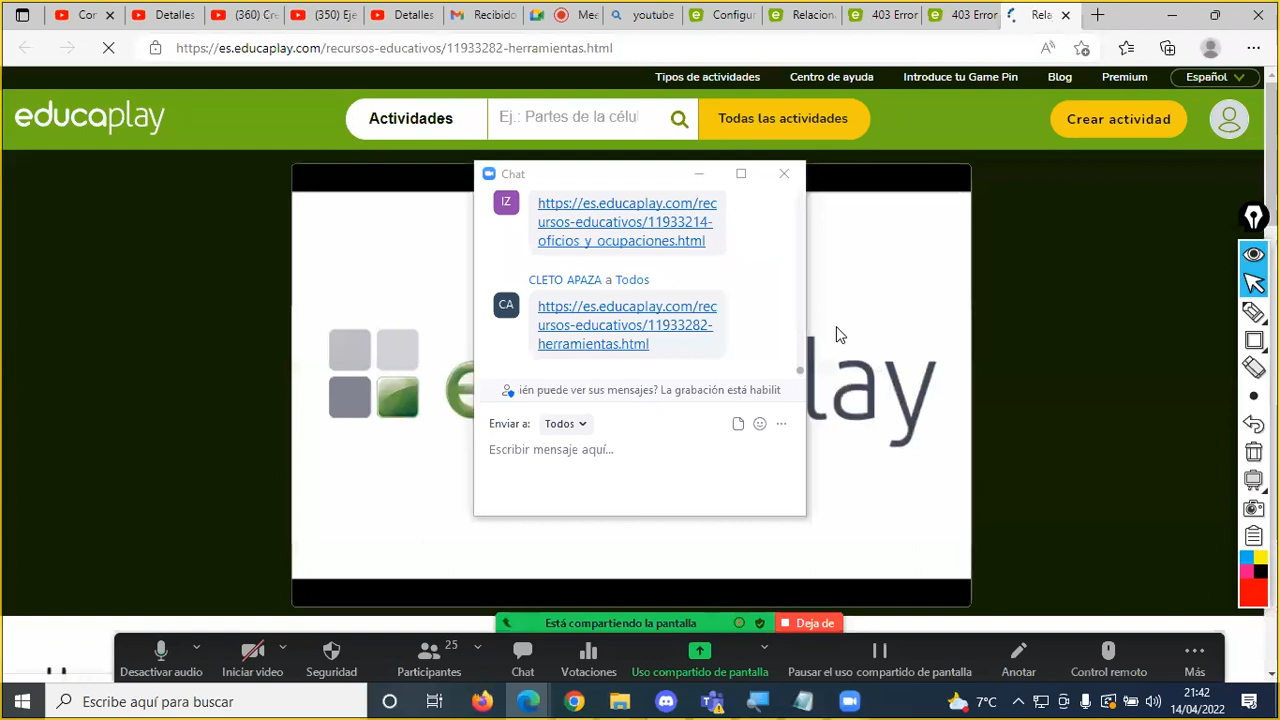 Cor
Detalles
(360) Cr
(350) Eje
Detalles
Recibido
Me
youtube
Configur
Relacion
403 Error
403 Error
Rela
https://es.educaplay.com/recursos-educativos/11933282-herramientas.html
Tipos de actividades
Centro de ayuda
Introduce tu Game Pin
Blog
Premium
Español
educaplay
Actividades
Ej.: Partes de la célul
Todas las actividades
Crear actividad
Chat
IZ
https://es.educaplay.com/rec
ursos-educativos/11933214-
oficios_y_ocupaciones.html
CLETO APAZA a Todos
CA
https://es.educaplay.com/rec
ursos-educativos/11933282-
herramientas.html
lay
ién puede ver sus mensajes? La grabación está habilit
Enviar a:
Todos
Escribir mensaje aquí...
Está compartiendo la pantalla
Deja de
25
Desactivar audio
Iniciar video
Seguridad
Participantes
Chat
Votaciones
Uso compartido de pantalla
Pausar el uso compartido de pantalla
Anotar
Control remoto
Más
Escribe aquí para buscar
7°C
21:42
14/04/2022